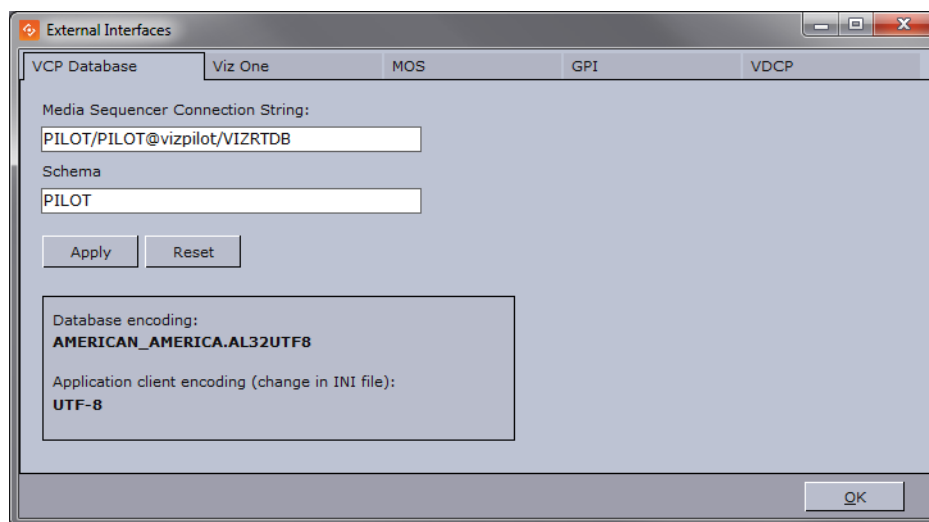 External Interfaces
VCP Database Viz One MOS GPI VDCP
Media Sequencer Connection String:
PILOT/PILOT@vizpilot/VIZRTDB
Schema
PILOT
Apply Reset
Database encoding:
AMERICAN_AMERICA.AL32UTF8
Application client encoding (change in INI file):
UTF-8
OK